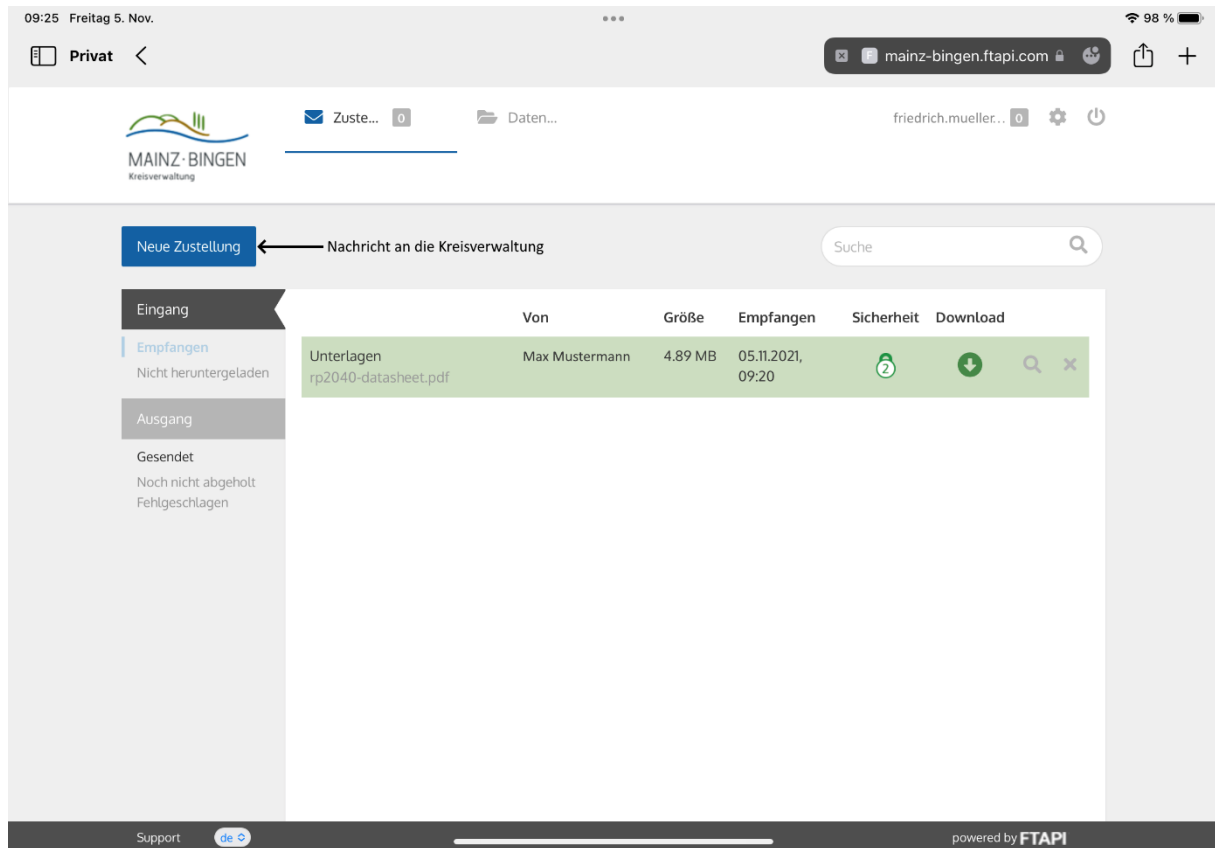 09:25 Freitag 5. Nov.
98 %
Privat
mainz-bingen.ftapi.com
MAINZ·BINGEN
Kreisverwaltung
Zuste... 0
Daten...
friedrich.mueller... 0
Neue Zustellung
Nachricht an die Kreisverwaltung
Suche
Eingang
Empfangen
Nicht heruntergeladen
Ausgang
Gesendet
Noch nicht abgeholt
Fehlgeschlagen
Von Größe Empfangen Sicherheit Download
Unterlagen Max Mustermann 4.89 MB 05.11.2021, 2
rp2040-datasheet.pdf 09:20
Support de powered by FTAPI